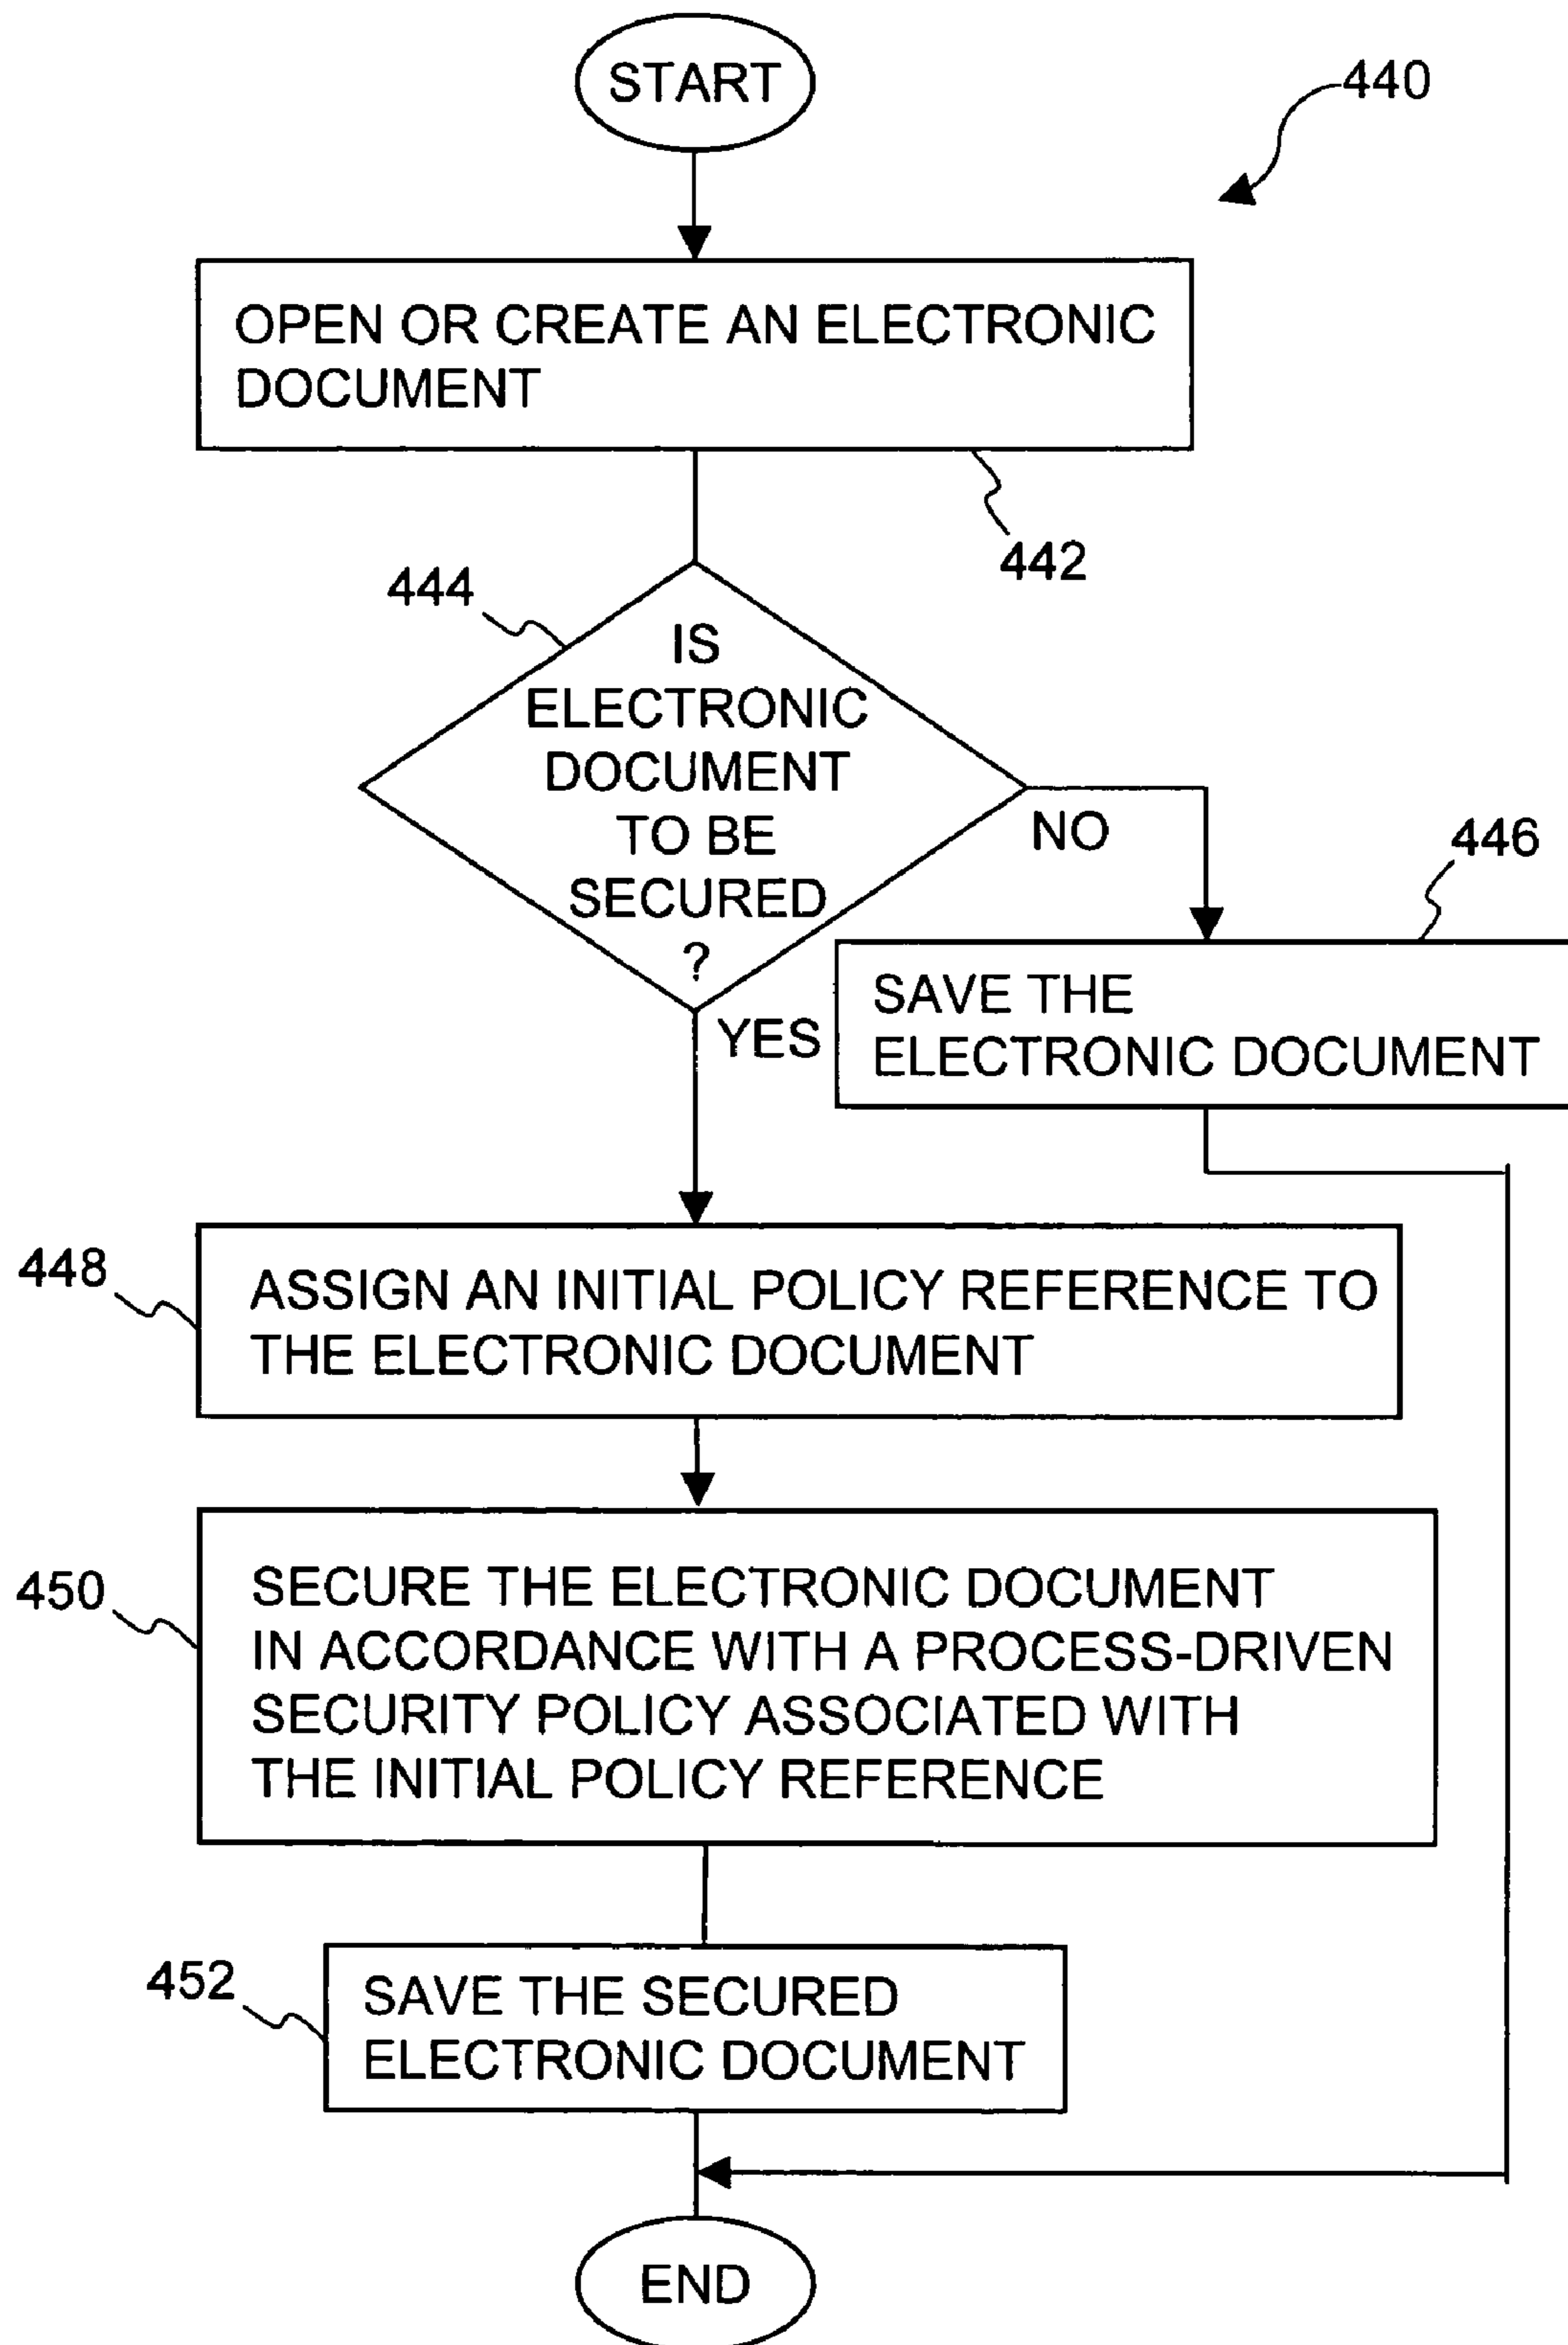 START
440
OPEN OR CREATE AN ELECTRONIC
DOCUMENT
442
444
IS
ELECTRONIC
DOCUMENT
TO BE
SECURED
?
NO
446
YES
SAVE THE
ELECTRONIC DOCUMENT
448
ASSIGN AN INITIAL POLICY REFERENCE TO
THE ELECTRONIC DOCUMENT
450
SECURE THE ELECTRONIC DOCUMENT
IN ACCORDANCE WITH A PROCESS-DRIVEN
SECURITY POLICY ASSOCIATED WITH
THE INITIAL POLICY REFERENCE
452
SAVE THE SECURED
ELECTRONIC DOCUMENT
END